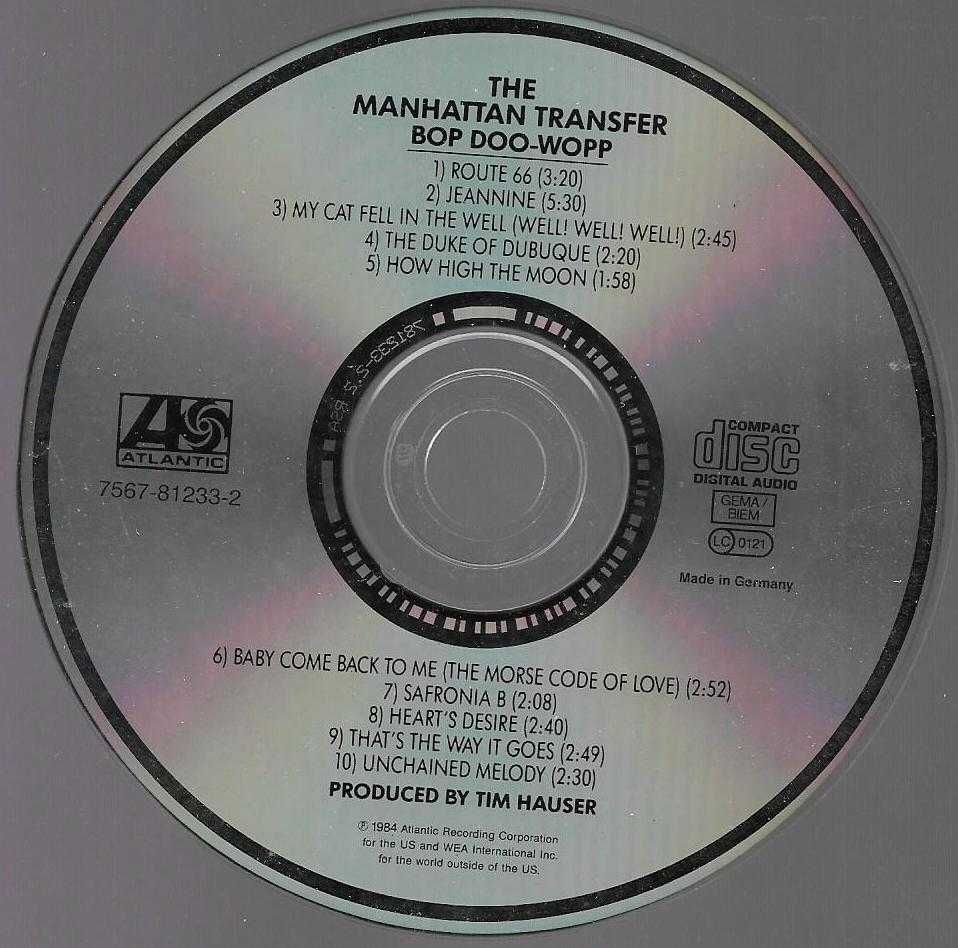 THE
MANHATTAN TRANSFER
BOP DOO-WOPP
1) ROUTE 66 (3:20)
2) JEANNINE (5:30)
3) MY CAT FELL IN THE WELL (WELL! WELL! WELL!) (2:45)
4) THE DUKE OF DUBUQUE (2:20)
5) HOW HIGH THE MOON (1:58)
781233-2.2 RSA
ATLANTIC
7567-81233-2
COMPACT
disc
DIGITAL AUDIO
GEMA /
BIEM
LC 0121
Made in Germany
6) BABY COME BACK TO ME (THE MORSE CODE OF LOVE) (2:52)
7) SAFRONIA B (2:08)
8) HEART'S DESIRE (2:40)
9) THAT'S THE WAY IT GOES (2:49)
10) UNCHAINED MELODY (2:30)
PRODUCED BY TIM HAUSER
℗ 1984 Atlantic Recording Corporation
for the US and WEA International Inc.
for the world outside of the US.